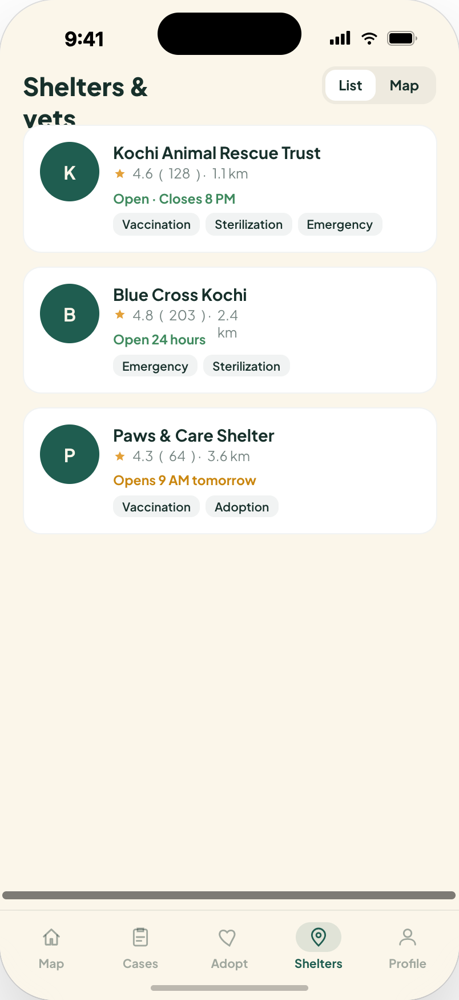 9:41
Shelters &
vets
List
Map
K
Kochi Animal Rescue Trust
4.6 ( 128 ) · 1.1 km
Open · Closes 8 PM
Vaccination
Sterilization
Emergency
B
Blue Cross Kochi
4.8 ( 203 ) · 2.4
km
Open 24 hours
Emergency
Sterilization
P
Paws & Care Shelter
4.3 ( 64 ) · 3.6 km
Opens 9 AM tomorrow
Vaccination
Adoption
Map
Cases
Adopt
Shelters
Profile